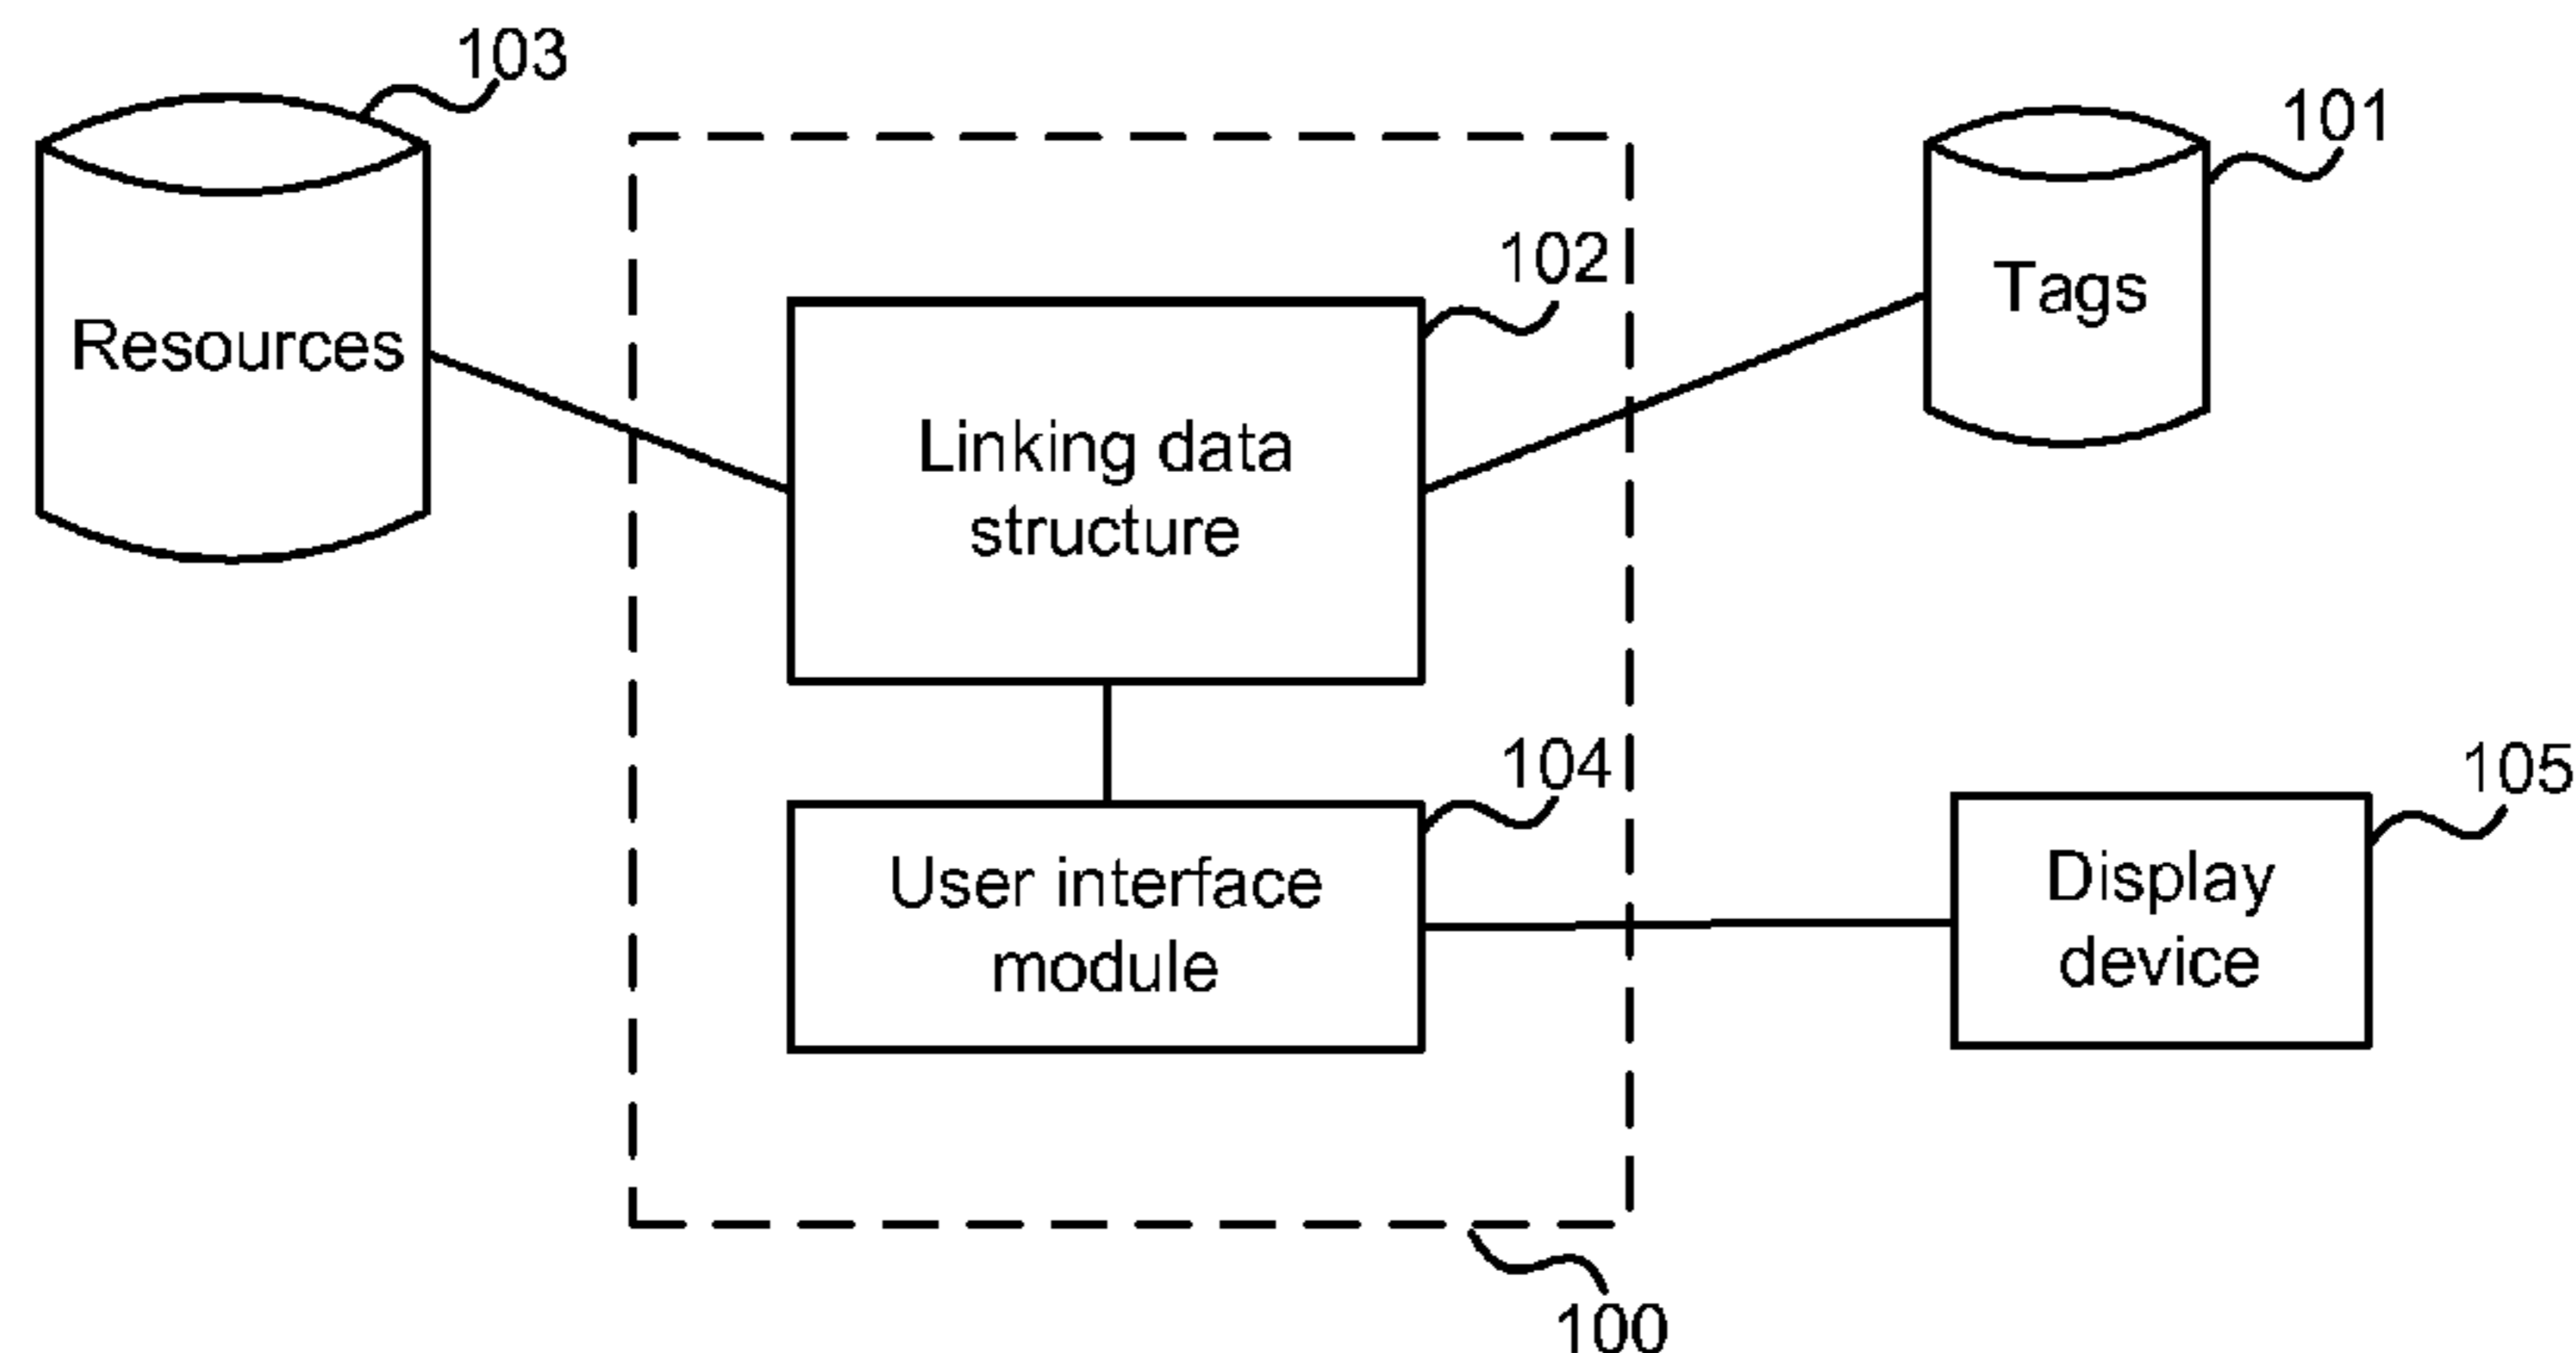 103
101
Resources
Tags
102
Linking data
structure
104
User interface
module
105
Display
device
100